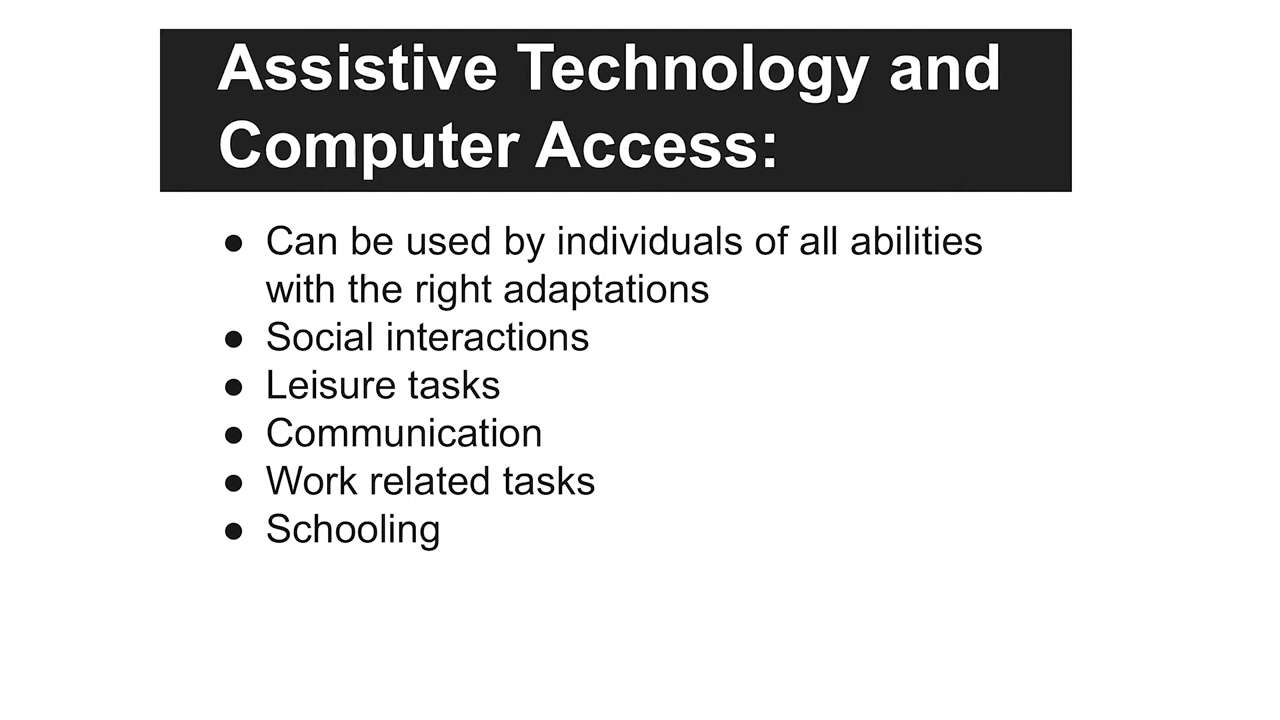 Assistive Technology and
Computer Access:
● Can be used by individuals of all abilities
with the right adaptations
● Social interactions
● Leisure tasks
● Communication
● Work related tasks
● Schooling